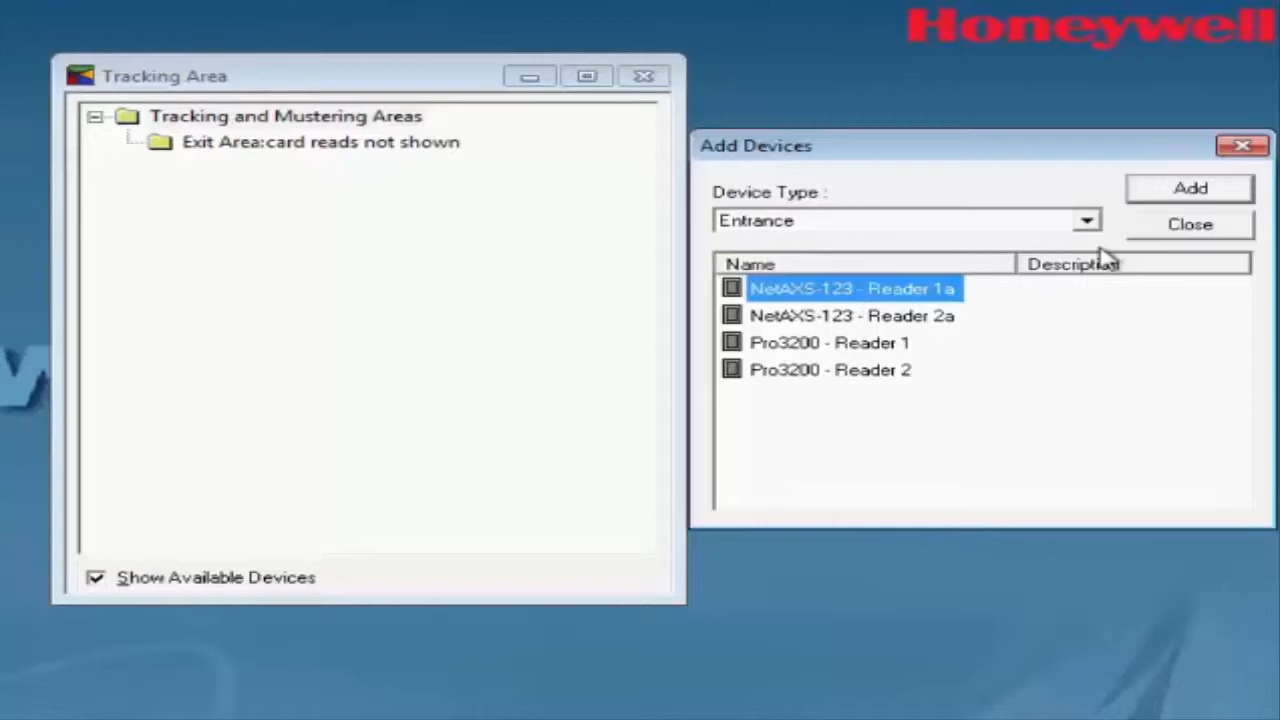 Honeywell
Tracking Area
Tracking and Mustering Areas
Exit Area:card reads not shown
Show Available Devices
Add Devices
Device Type :
Add
Entrance
Close
Name
Description
NetAXS-123 - Reader 1a
NetAXS-123 - Reader 2a
Pro3200 - Reader 1
Pro3200 - Reader 2